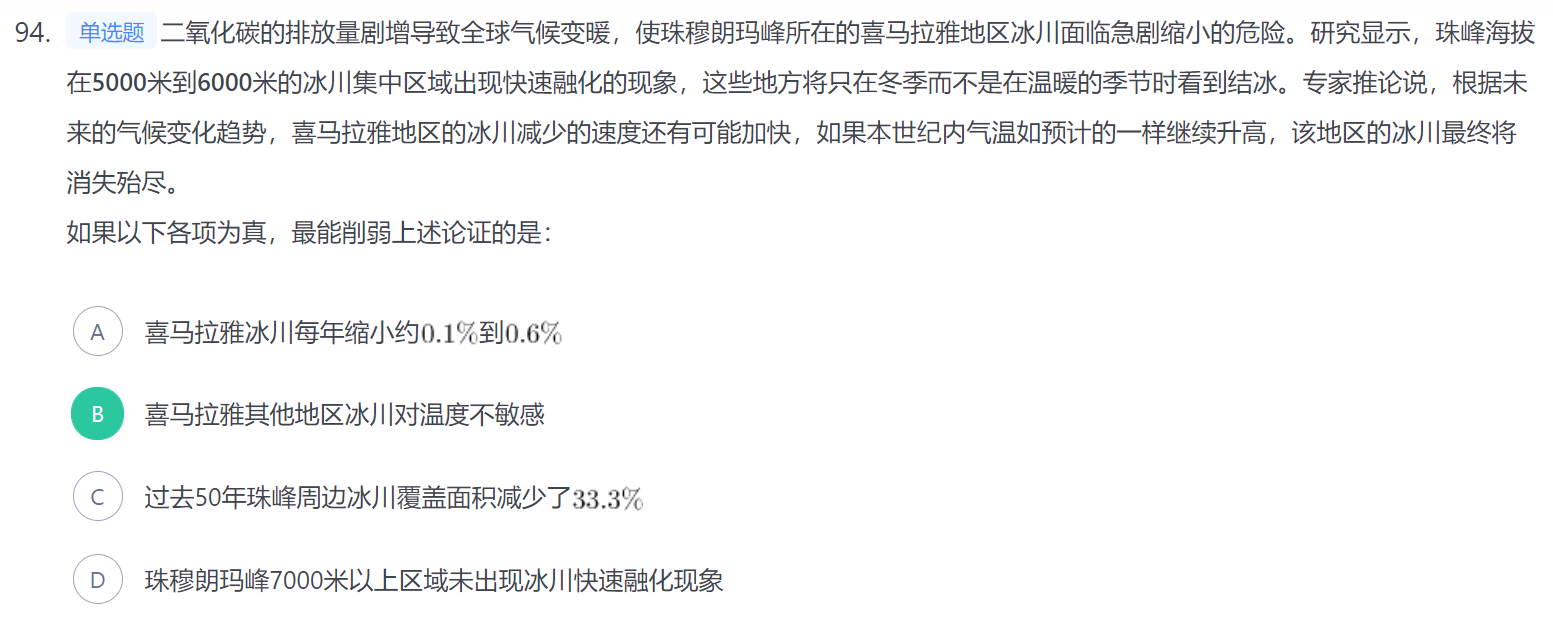 94. 单选题 二氧化碳的排放量剧增导致全球气候变暖，使珠穆朗玛峰所在的喜马拉雅地区冰川面临急剧缩小的危险。研究显示，珠峰海拔
在5000米到6000米的冰川集中区域出现快速融化的现象，这些地方将只在冬季而不是在温暖的季节时看到结冰。专家推论说，根据未
来的气候变化趋势，喜马拉雅地区的冰川减少的速度还有可能加快，如果本世纪内气温如预计的一样继续升高，该地区的冰川最终将
消失殆尽。
如果以下各项为真，最能削弱上述论证的是：
A 喜马拉雅冰川每年缩小约0.1%到0.6%
B 喜马拉雅其他地区冰川对温度不敏感
C 过去50年珠峰周边冰川覆盖面积减少了33.3%
D 珠穆朗玛峰7000米以上区域未出现冰川快速融化现象